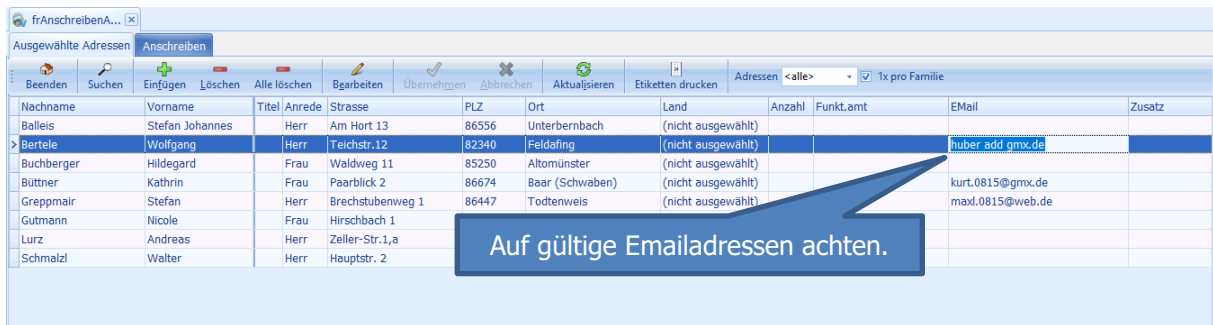 frAnschreibenA...
Ausgewählte Adressen Anschreiben
Beenden Suchen Einfügen Löschen Alle löschen Bearbeiten Übernehmen Abbrechen Aktualisieren Etiketten drucken Adressen <alle> 1x pro Familie
Nachname Vorname Titel Anrede Strasse PLZ Ort Land Anzahl Funkt.amt EMail Zusatz
Balleis Stefan Johannes Herr Am Hort 13 86556 Unterbernbach (nicht ausgewählt)
Bertele Wolfgang Herr Teichstr.12 82340 Feldafing (nicht ausgewählt) huber add gmx.de
Buchberger Hildegard Frau Waldweg 11 85250 Altomünster (nicht ausgewählt)
Büttner Kathrin Frau Paarblick 2 86674 Baar (Schwaben) (nicht ausgewählt) kurt.0815@gmx.de
Greppmair Stefan Herr Brechstubenweg 1 86447 Todtenweis (nicht ausgewählt) maxl.0815@web.de
Gutmann Nicole Frau Hirschbach 1
Lurz Andreas Herr Zeller-Str.1,a
Schmalzl Walter Herr Hauptstr. 2
Auf gültige Emailadressen achten.